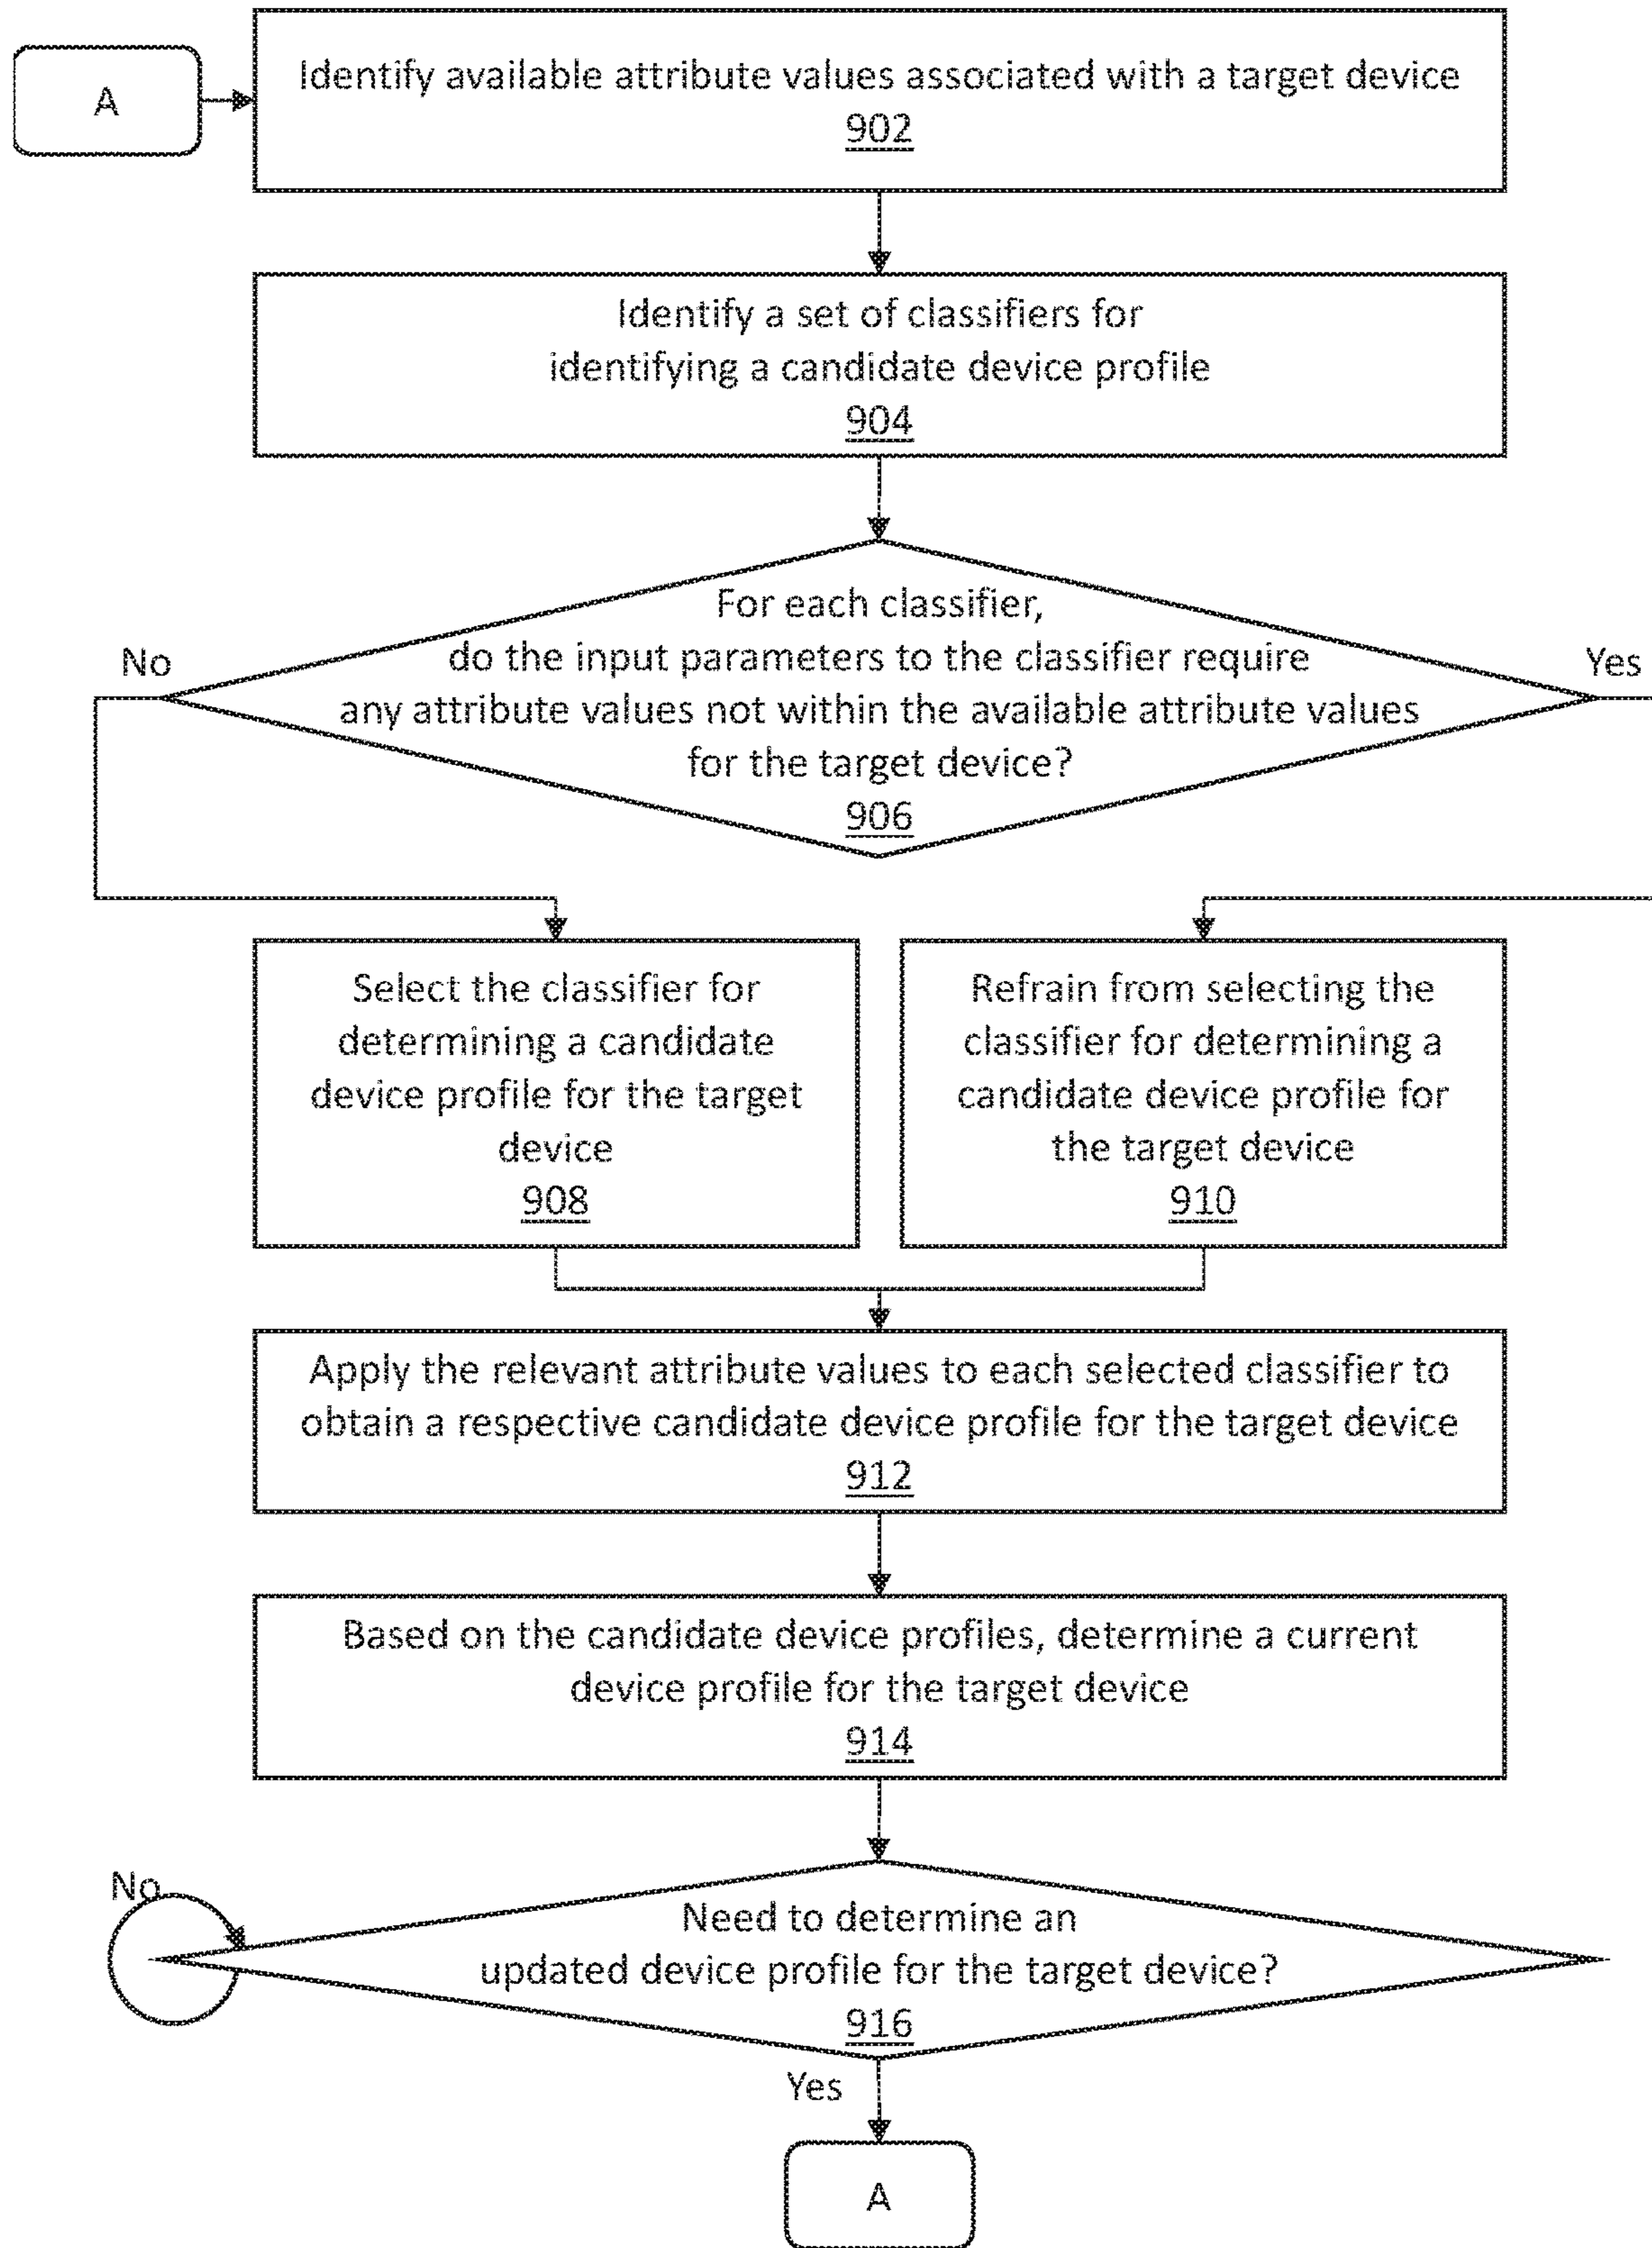 A
Identify available attribute values associated with a target device
902
Identify a set of classifiers for
identifying a candidate device profile
904
For each classifier,
do the input parameters to the classifier require
any attribute values not within the available attribute values
for the target device?
906
No
Yes
Select the classifier for
determining a candidate
device profile for the target
device
908
Refrain from selecting the
classifier for determining a
candidate device profile for
the target device
910
Apply the relevant attribute values to each selected classifier to
obtain a respective candidate device profile for the target device
912
Based on the candidate device profiles, determine a current
device profile for the target device
914
No
Need to determine an
updated device profile for the target device?
916
Yes
A